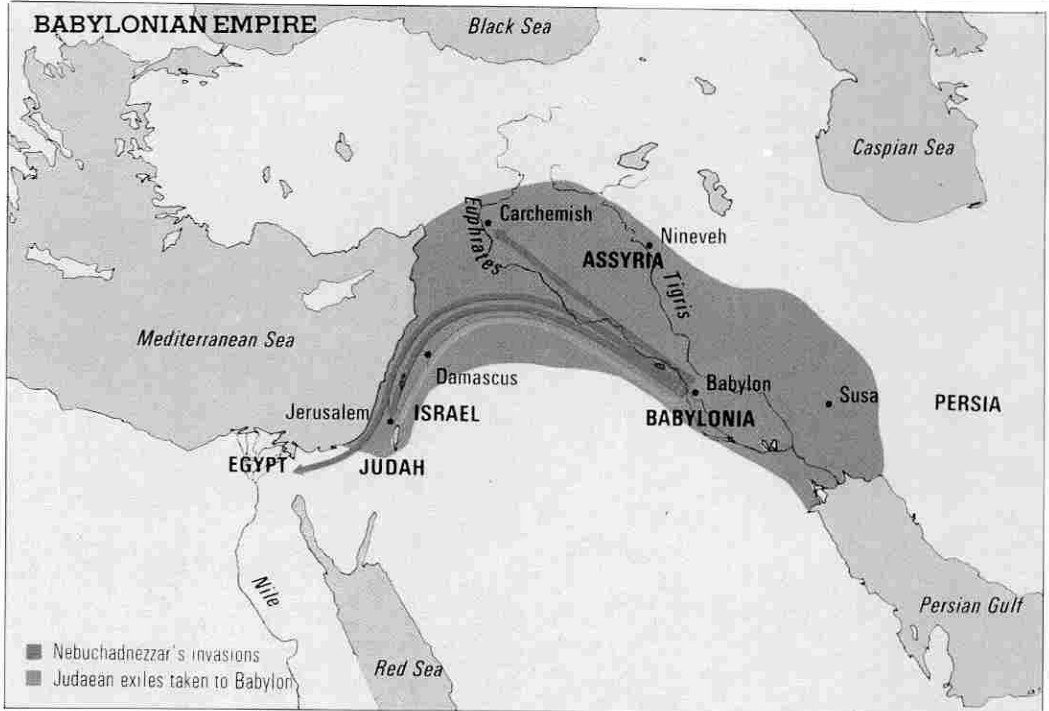 BABYLONIAN EMPIRE
Black Sea
Caspian Sea
Carchemish
Euphrates
Nineveh
ASSYRIA
Tigris
Mediterranean Sea
Damascus
Babylon
Susa
PERSIA
Jerusalem
ISRAEL
BABYLONIA
EGYPT
JUDAH
Nile
Persian Gulf
Red Sea
Nebuchadnezzar's invasions
Judaean exiles taken to Babylon